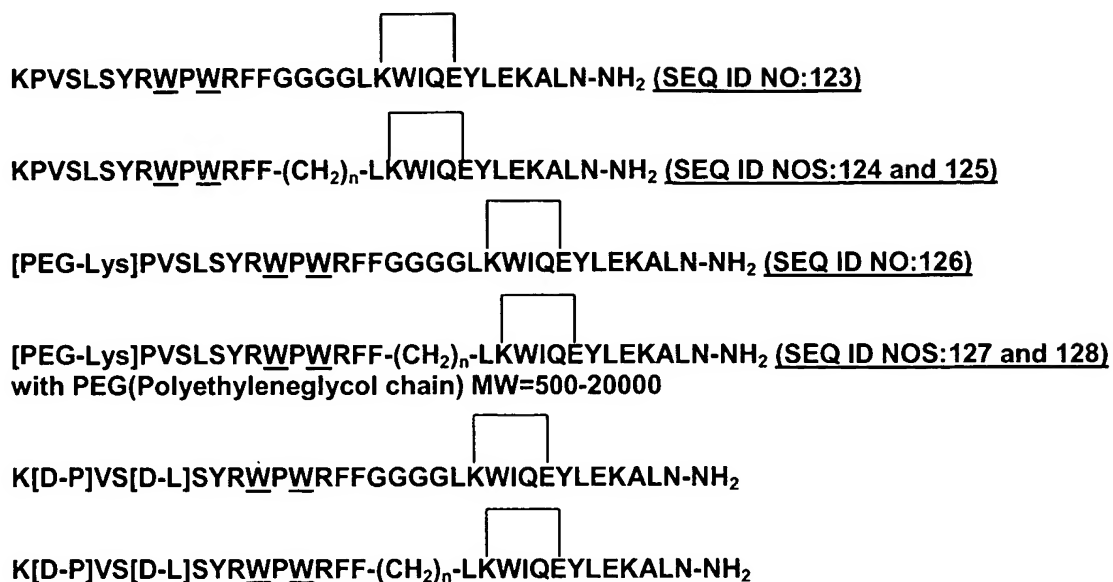 KPVSLSYRWPWRFFGGGGLKWIQEYLEKALN-NH2 (SEQ ID NO:123)
KPVSLSYRWPWRFF-(CH2)n-LKWIQEYLEKALN-NH2 (SEQ ID NOS:124 and 125)
[PEG-Lys]PVSLSYRWPWRFFGGGGLKWIQEYLEKALN-NH2 (SEQ ID NO:126)
[PEG-Lys]PVSLSYRWPWRFF-(CH2)n-LKWIQEYLEKALN-NH2 (SEQ ID NOS:127 and 128)
with PEG(Polyethyleneglycol chain) MW=500-20000
K[D-P]VS[D-L]SYRWPWRFFGGGGLKWIQEYLEKALN-NH2
K[D-P]VS[D-L]SYRWPWRFF-(CH2)n-LKWIQEYLEKALN-NH2